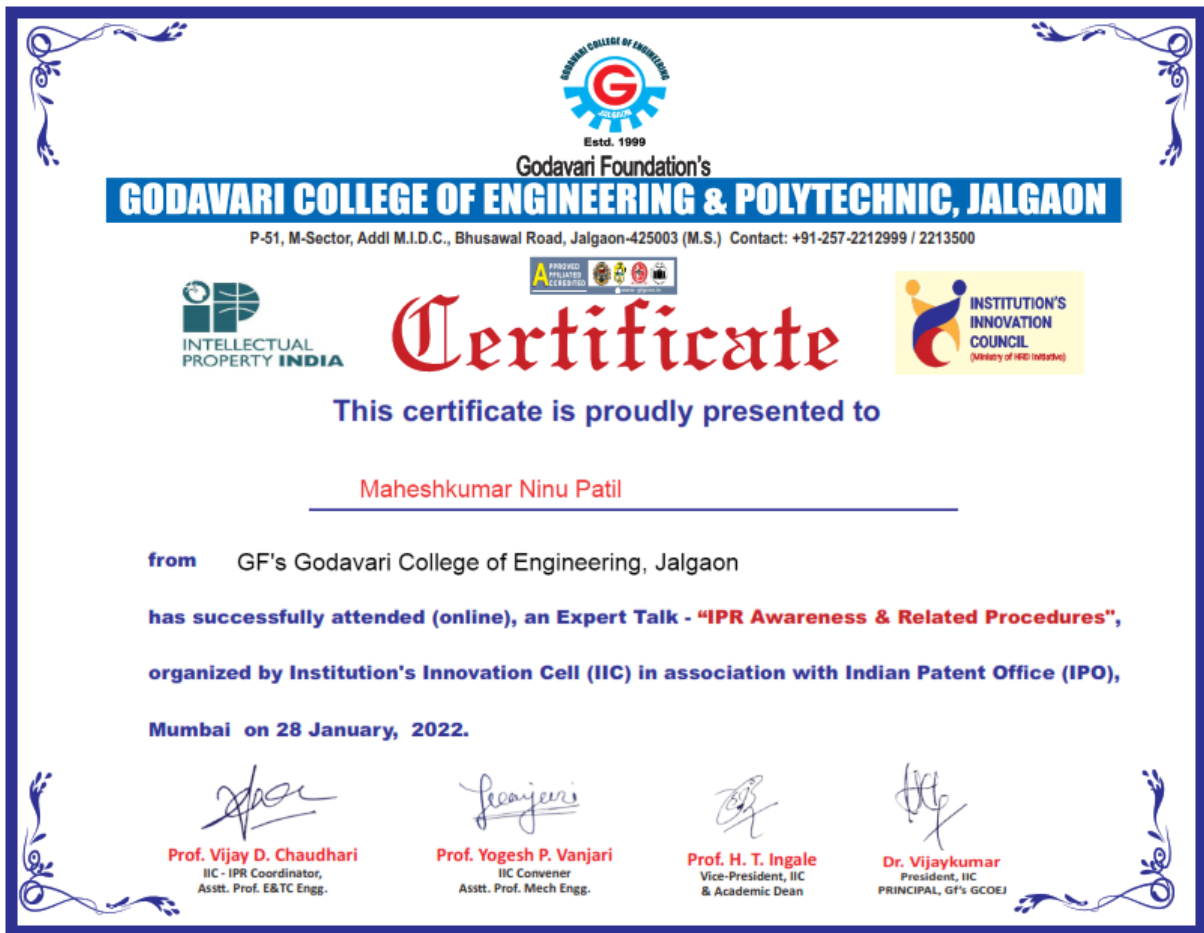 GODAVARI COLLEGE OF ENGINEERING
G
JALGAON
Estd. 1999
Godavari Foundation's
GODAVARI COLLEGE OF ENGINEERING & POLYTECHNIC, JALGAON
P-51, M-Sector, Addl M.I.D.C., Bhusawal Road, Jalgaon-425003 (M.S.) Contact: +91-257-2212999 / 2213500
APPROVED
AFFILIATED
ACCREDITED
INTELLECTUAL
PROPERTY INDIA
Certificate
INSTITUTION'S
INNOVATION
COUNCIL
(Ministry of HRD Initiative)
This certificate is proudly presented to
Maheshkumar Ninu Patil
from GF's Godavari College of Engineering, Jalgaon
has successfully attended (online), an Expert Talk - “IPR Awareness & Related Procedures",
organized by Institution's Innovation Cell (IIC) in association with Indian Patent Office (IPO),
Mumbai on 28 January, 2022.
Prof. Vijay D. Chaudhari
IIC - IPR Coordinator,
Asstt. Prof. E&TC Engg.
Prof. Yogesh P. Vanjari
IIC Convener
Asstt. Prof. Mech Engg.
Prof. H. T. Ingale
Vice-President, IIC
& Academic Dean
Dr. Vijaykumar
President, IIC
PRINCIPAL, Gf's GCOEJ